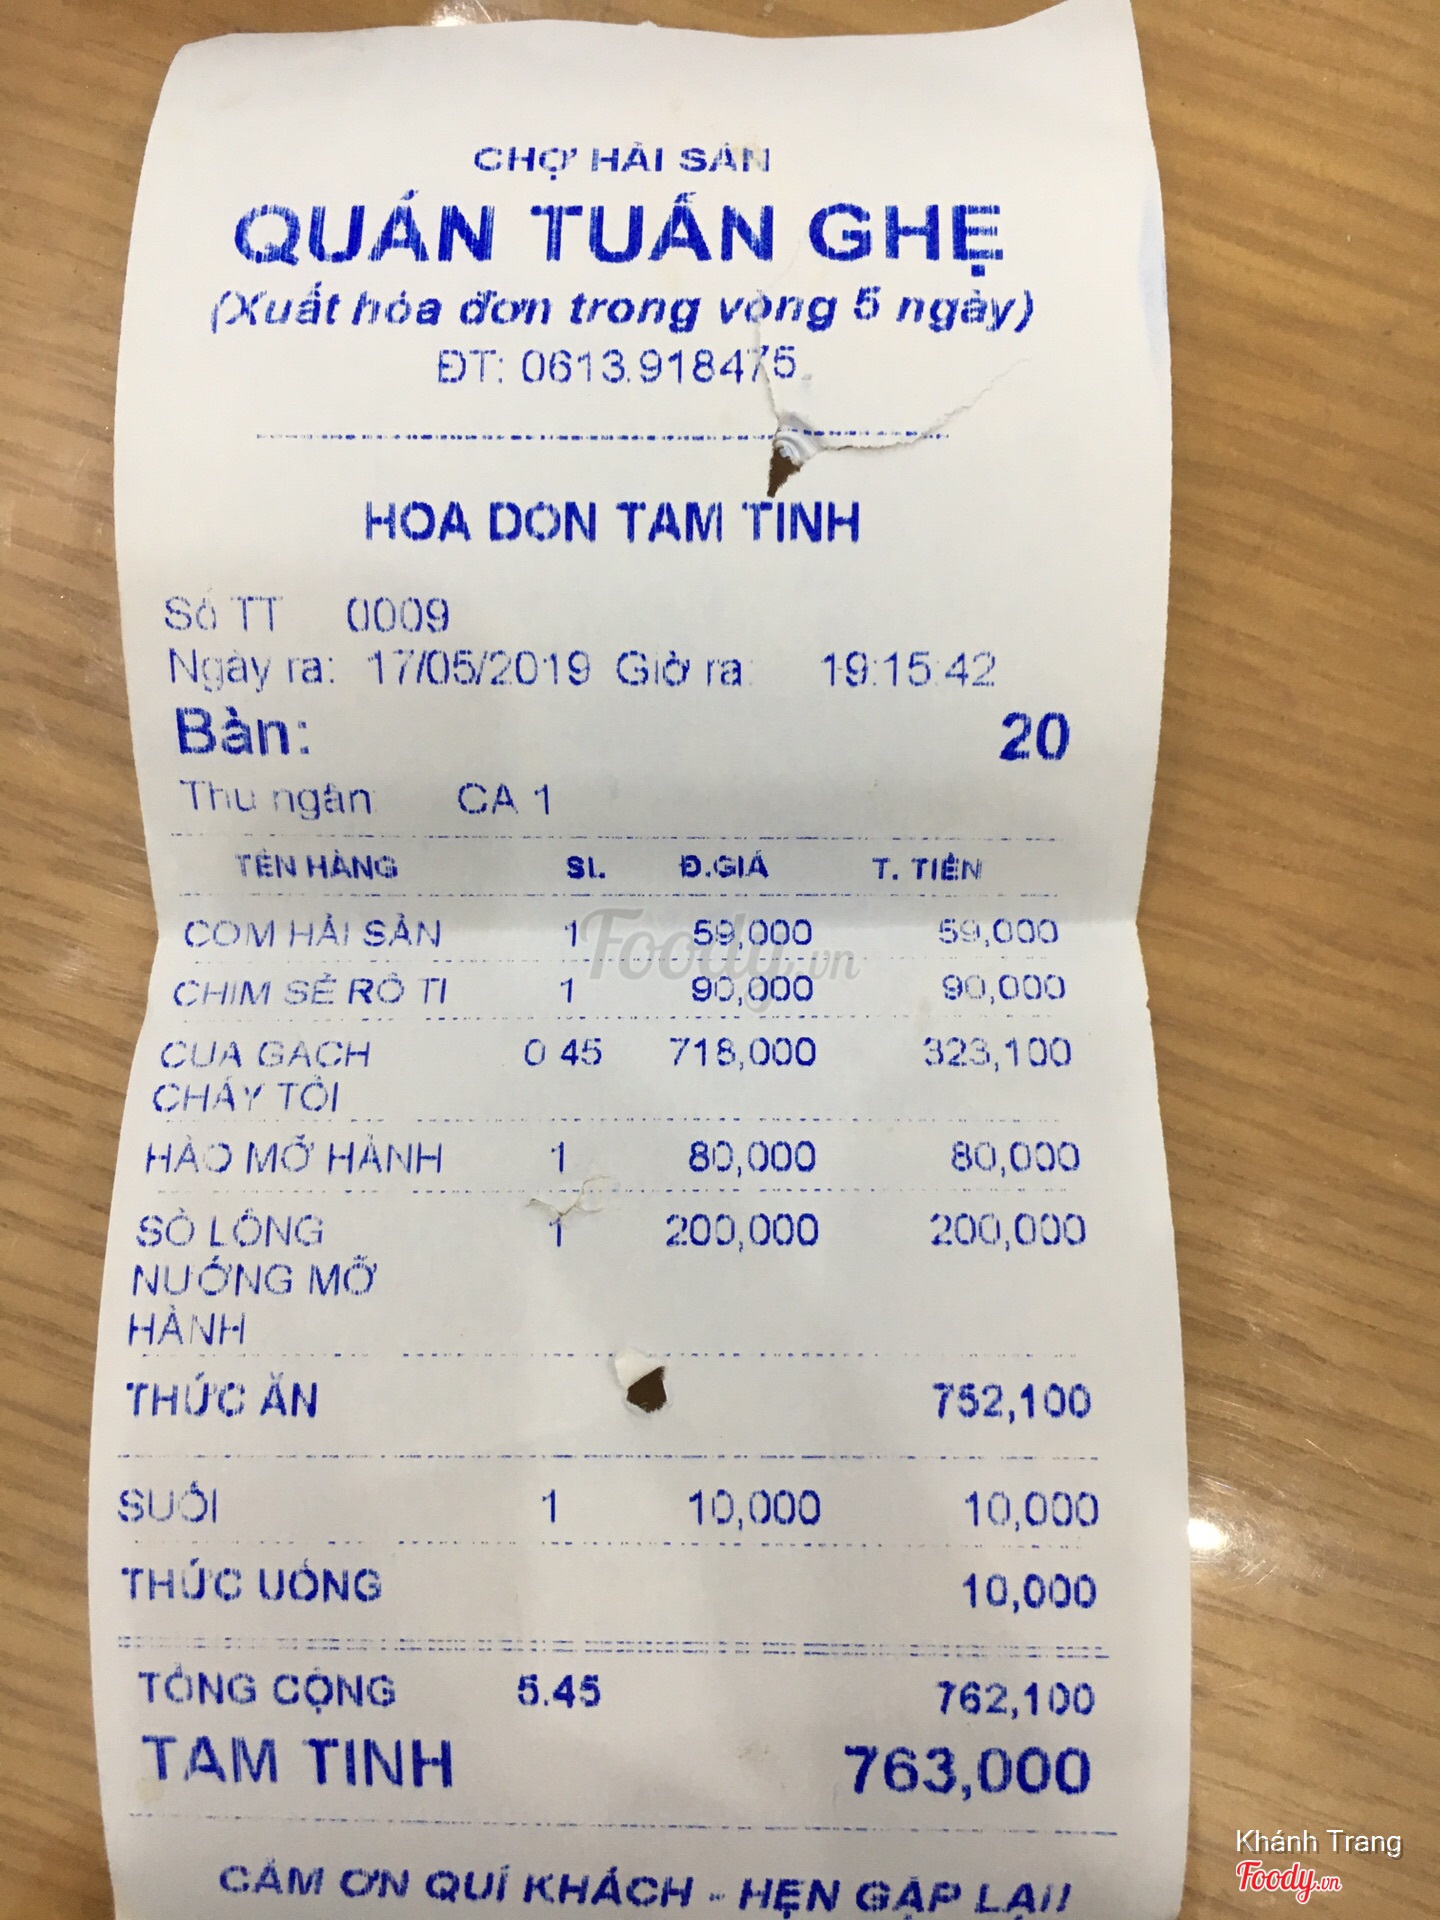 CHỢ HẢI SẢN
QUÁN TUẤN GHẸ
(Xuất hóa đơn trong vòng 5 ngày)
ĐT: 0613.918475
HOA DON TAM TINH
Số TT 0009
Ngày ra: 17/05/2019 Giờ ra: 19:15:42
Bàn: 20
Thu ngân CA 1
TÊN HÀNG SL Đ.GIÁ T. TIỀN
COM HẢI SẢN 1 59,000 59,000
CHIM SẺ RÔ TI 1 90,000 90,000
CUA GẠCH 0.45 718,000 323,100
CHÁY TỎI
HÀO MỠ HÀNH 1 80,000 80,000
SÒ LÔNG 1 200,000 200,000
NƯỚNG MỠ
HÀNH
THỨC ĂN 752,100
SUỐI 1 10,000 10,000
THỨC UỐNG 10,000
TỔNG CỘNG 5.45 762,100
TAM TINH 763,000
CẢM ƠN QUÍ KHÁCH - HẸN GẶP LẠI!
Foody.vn
Khánh Trang
Foody.vn